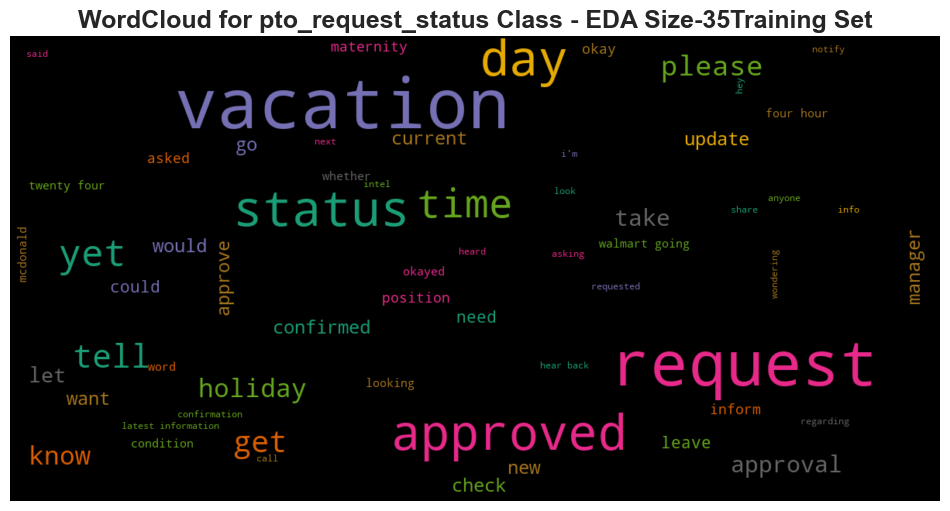 WordCloud for pto_request_status Class - EDA Size-35Training Set
said
maternity
day
okay
notify
please
hey
vacation
four hour
go
next
current
update
asked
i'm
whether
intel
twenty four
look
status
time
take
share
anyone
info
yet
would
approve
heard
asking
walmart going
mcdonald
manager
okayed
wondering
could
position
requested
confirmed
need
tell
word
hear back
request
let
want
holiday
looking
inform
confirmation
latest information
condition
get
call
approved
regarding
leave
know
new
approval
check